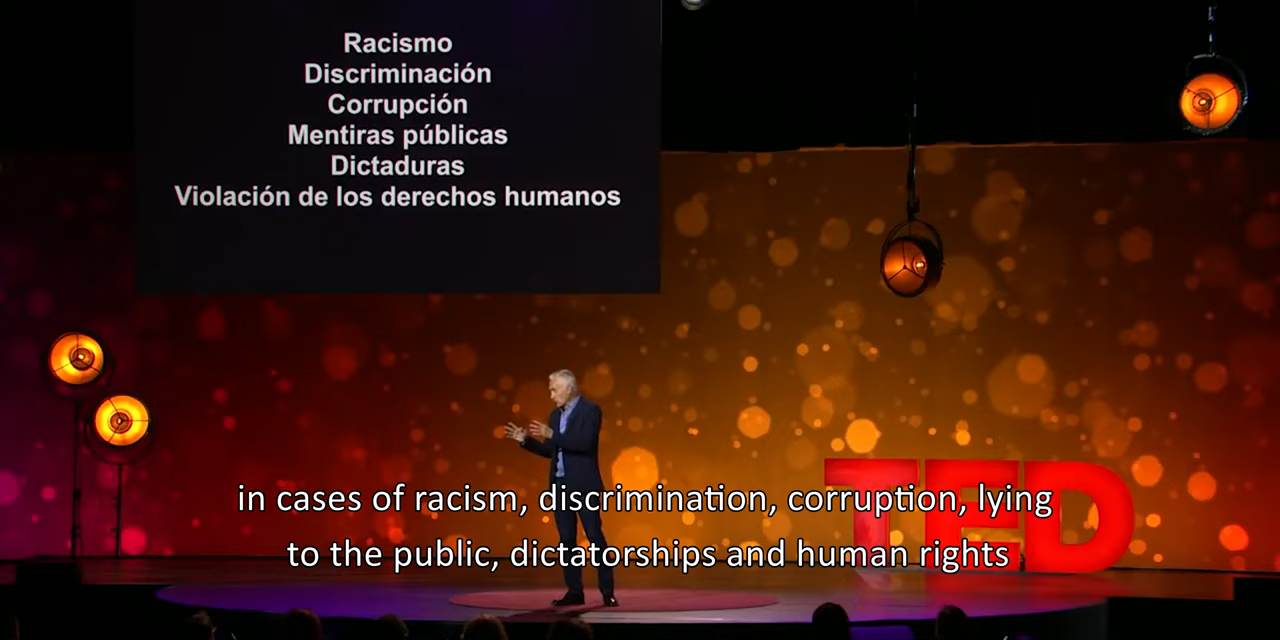 Racismo
Discriminación
Corrupción
Mentiras públicas
Dictaduras
Violación de los derechos humanos
TED
in cases of racism, discrimination, corruption, lying
to the public, dictatorships and human rights